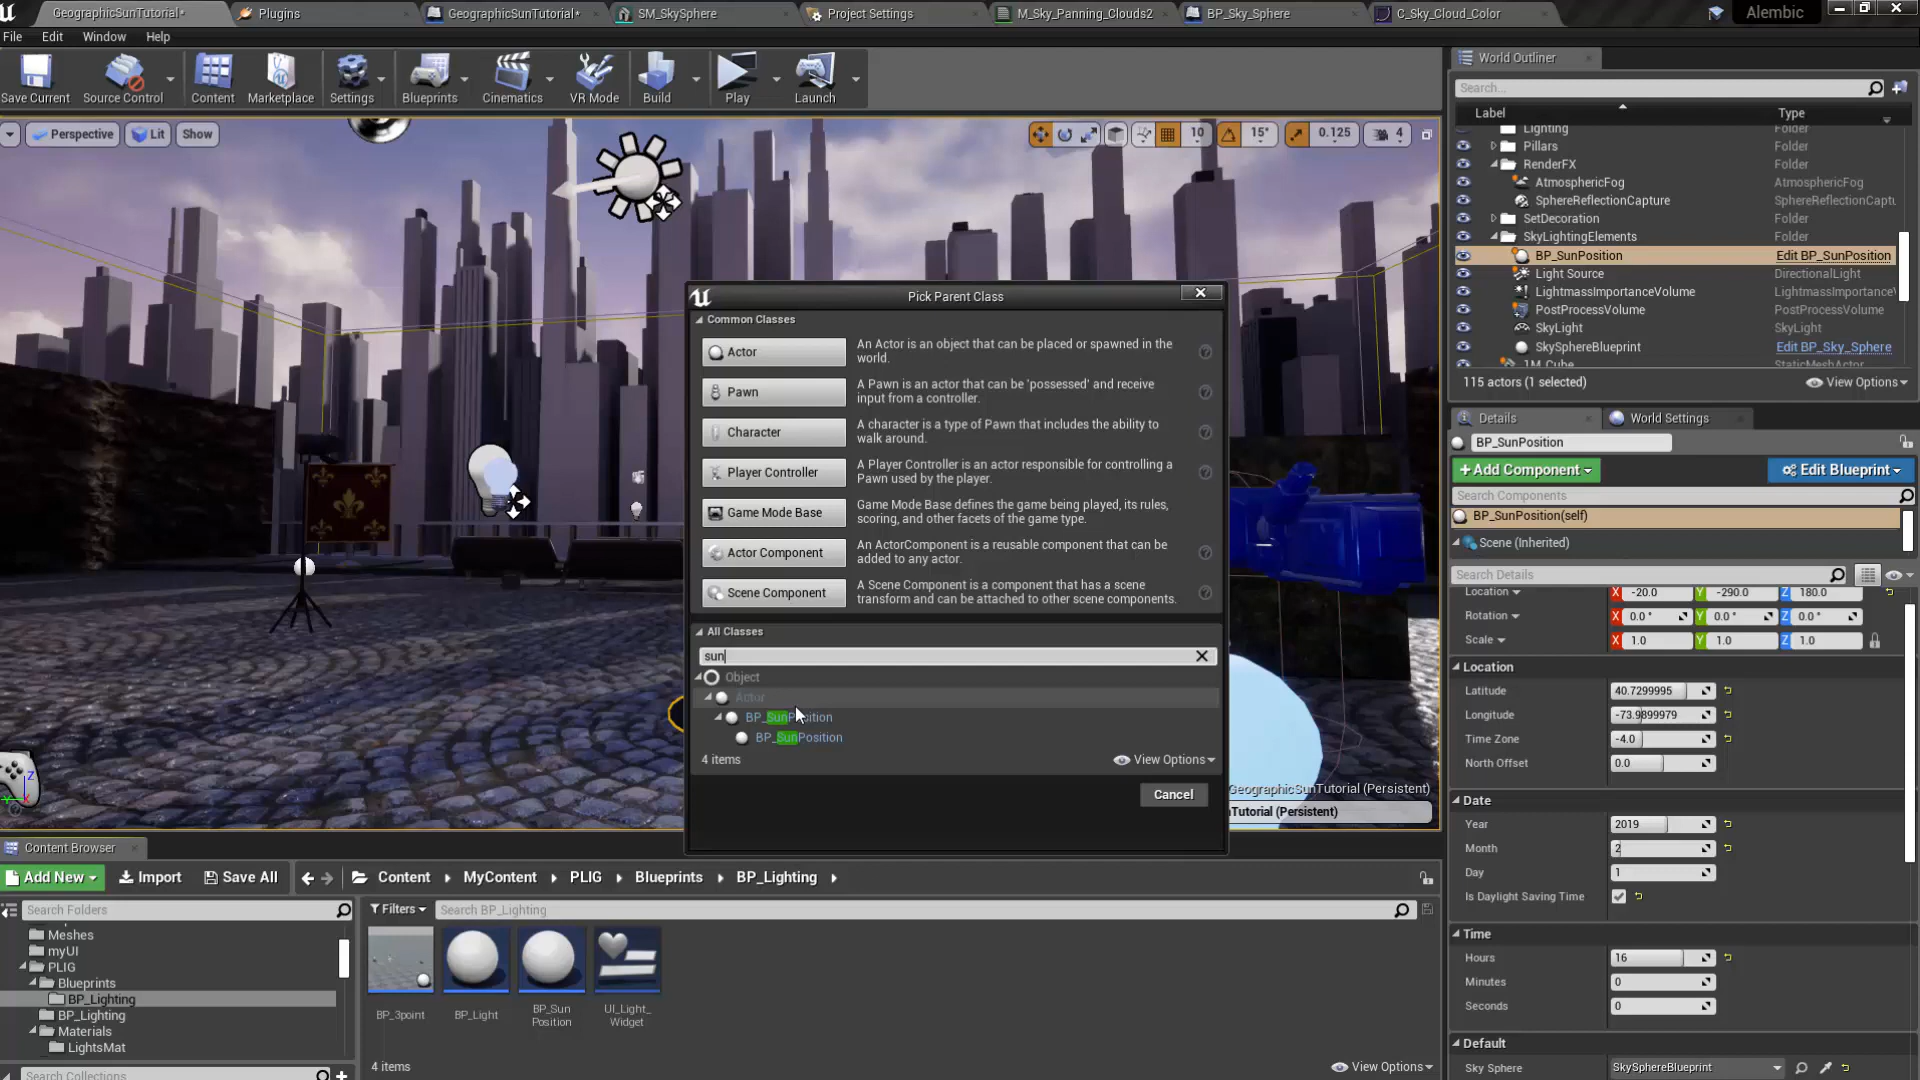 GeographicSunTutorial*
Plugins
GeographicSunTutorial*
SM_SkySphere
Project Settings
M_Sky_Panning_Clouds2
BP_Sky_Sphere
C_Sky_Cloud_Color
Alembic
File
Edit
Window
Help
Save Current
Source Control
Content
Marketplace
Settings
Blueprints
Cinematics
VR Mode
Build
Play
Launch
Perspective
Lit
Show
10
15°
0.125
4
World Outliner
Search...
Label
Type
Lighting
Folder
Pillars
Folder
RenderFX
Folder
AtmosphericFog
AtmosphericFog
SphereReflectionCapture
SphereReflectionCaptu
SetDecoration
Folder
SkyLightingElements
Folder
BP_SunPosition
Edit BP_SunPosition
Light Source
DirectionalLight
LightmassImportanceVolume
LightmassImportanceV
PostProcessVolume
PostProcessVolume
SkyLight
SkyLight
SkySphereBlueprint
Edit BP_Sky_Sphere
1M_Cube
StaticMeshActor
115 actors (1 selected)
View Options
Pick Parent Class
Common Classes
Actor
An Actor is an object that can be placed or spawned in the
world.
Pawn
A Pawn is an actor that can be 'possessed' and receive
input from a controller.
Character
A character is a type of Pawn that includes the ability to
walk around.
Player Controller
A Player Controller is an actor responsible for controlling a
Pawn used by the player.
Game Mode Base
Game Mode Base defines the game being played, its rules,
scoring, and other facets of the game type.
Actor Component
An ActorComponent is a reusable component that can be
added to any actor.
Scene Component
A Scene Component is a component that has a scene
transform and can be attached to other scene components.
All Classes
sun
Object
Actor
BP_SunPosition
BP_SunPosition
4 items
View Options
Cancel
GeographicSunTutorial (Persistent)
Tutorial (Persistent)
Details
World Settings
BP_SunPosition
+Add Component
Edit Blueprint
Search Components
BP_SunPosition(self)
Scene (Inherited)
Search Details
Location
X -20.0
Y -290.0
Z 180.0
Rotation
X 0.0 °
Y 0.0 °
Z 0.0 °
Scale
X 1.0
Y 1.0
Z 1.0
Location
Latitude
40.7299995
Longitude
-73.9899979
Time Zone
-4.0
North Offset
0.0
Date
Year
2019
Month
2
Day
1
Is Daylight Saving Time
Time
Hours
16
Minutes
0
Seconds
0
Default
Sky Sphere
SkySphereBlueprint
Content Browser
Add New
Import
Save All
Content
MyContent
PLIG
Blueprints
BP_Lighting
Search Folders
Filters
Search BP_Lighting
Meshes
myUI
PLIG
Blueprints
BP_Lighting
BP_Lighting
Materials
LightsMat
Search Collections
BP_3point
BP_Light
BP_Sun
Position
UI_Light_
Widget
4 items
View Options